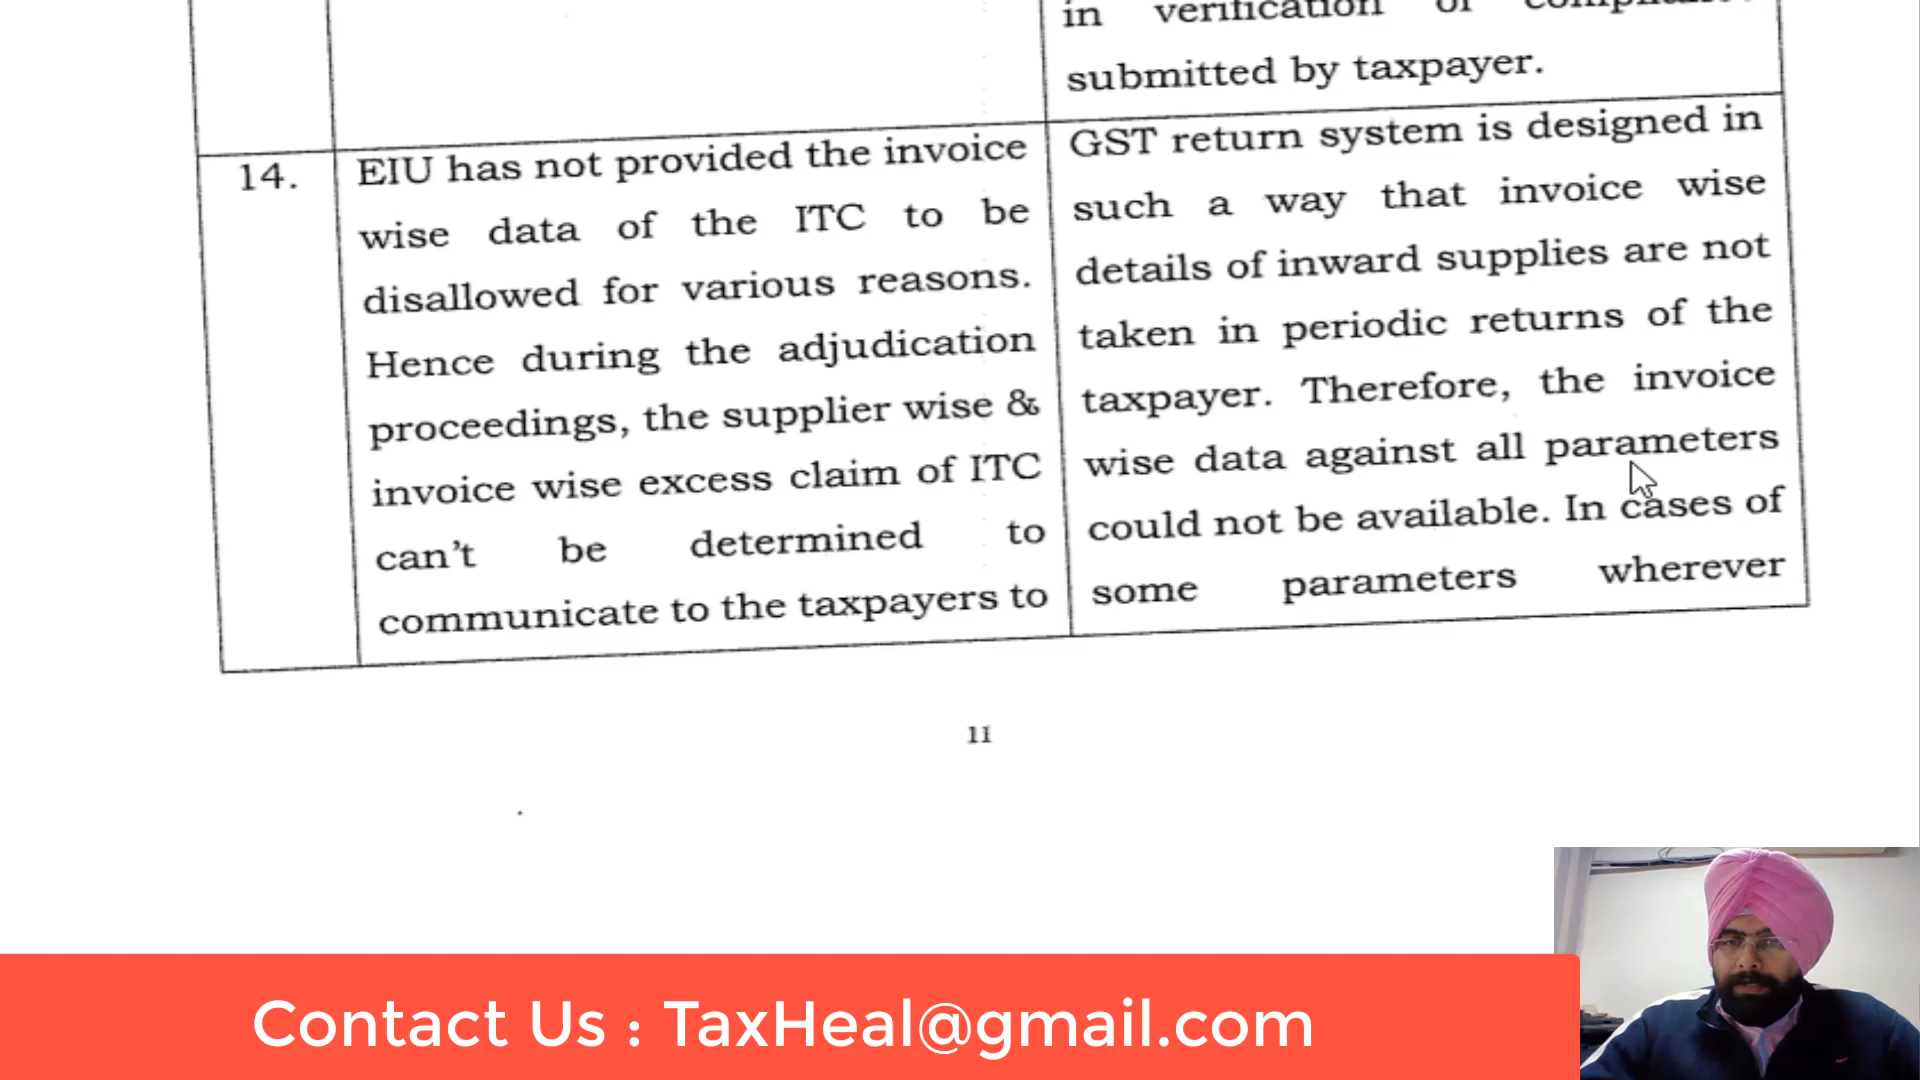 in verification of
submitted by taxpayer.
14.
EIU has not provided the invoice
wise data of the ITC to be
disallowed for various reasons.
Hence during the adjudication
proceedings, the supplier wise &
invoice wise excess claim of ITC
can't be determined to
communicate to the taxpayers to
GST return system is designed in
such a way that invoice wise
details of inward supplies are not
taken in periodic returns of the
taxpayer. Therefore, the invoice
wise data against all parameters
could not be available. In cases of
some parameters wherever
11
Contact Us : TaxHeal@gmail.com